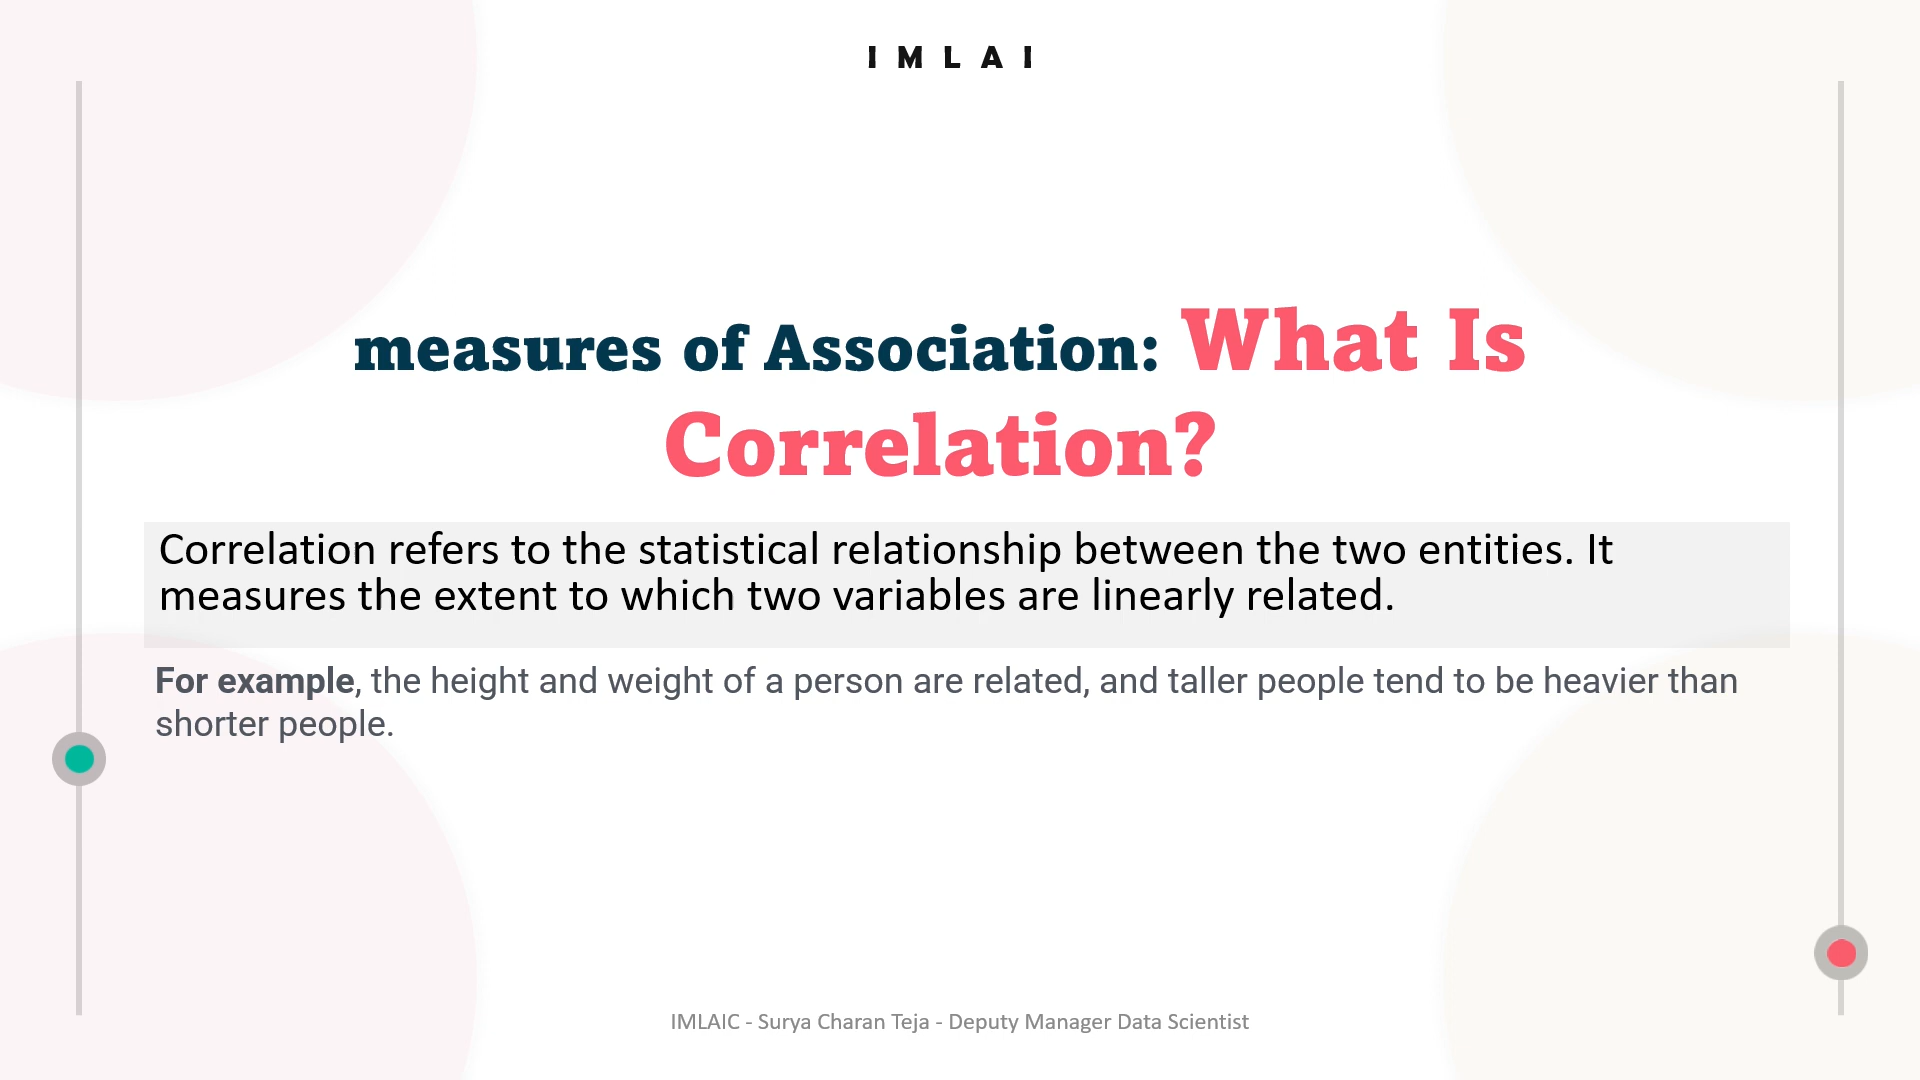 IMLAI
measures of Association: What Is
Correlation?
Correlation refers to the statistical relationship between the two entities. It
measures the extent to which two variables are linearly related.
For example, the height and weight of a person are related, and taller people tend to be heavier than
shorter people.
IMLAIC - Surya Charan Teja - Deputy Manager Data Scientist